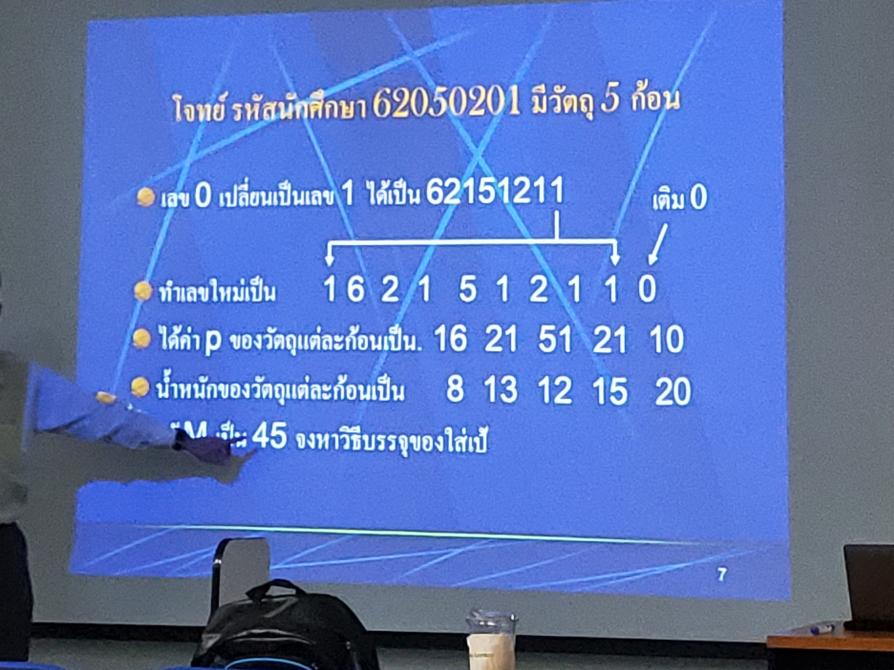 โจทย์ รหัสนักศึกษา 62050201 มีวัตถุ 5 ก้อน
เลข 0 เปลี่ยนเป็นเลข 1 ได้เป็น 62151211
เติม 0
ทำเลขใหม่เป็น 1 6 2 1 5 1 2 1 1 0
ได้ค่า p ของวัตถุแต่ละก้อนเป็น. 16 21 51 21 10
น้ำหนักของวัตถุแต่ละก้อนเป็น 8 13 12 15 20
M เป็น 45 จงหาวิธีบรรจุของใส่เป้
7